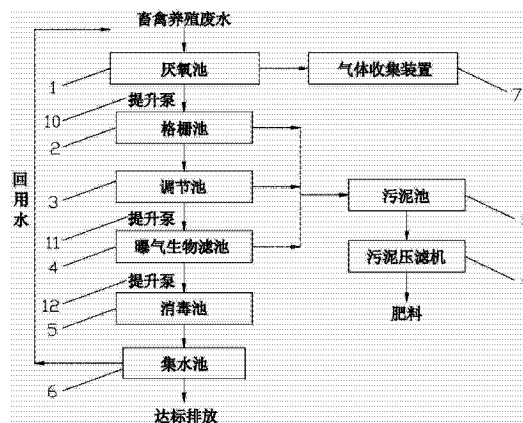 畜禽养殖废水
厌氧池
气体收集装置
1
7
提升泵
10
格栅池
2
回用水
调节池
3
污泥池
提升泵
11
曝气生物滤池
4
污泥压滤机
提升泵
12
消毒池
5
肥料
集水池
6
达标排放